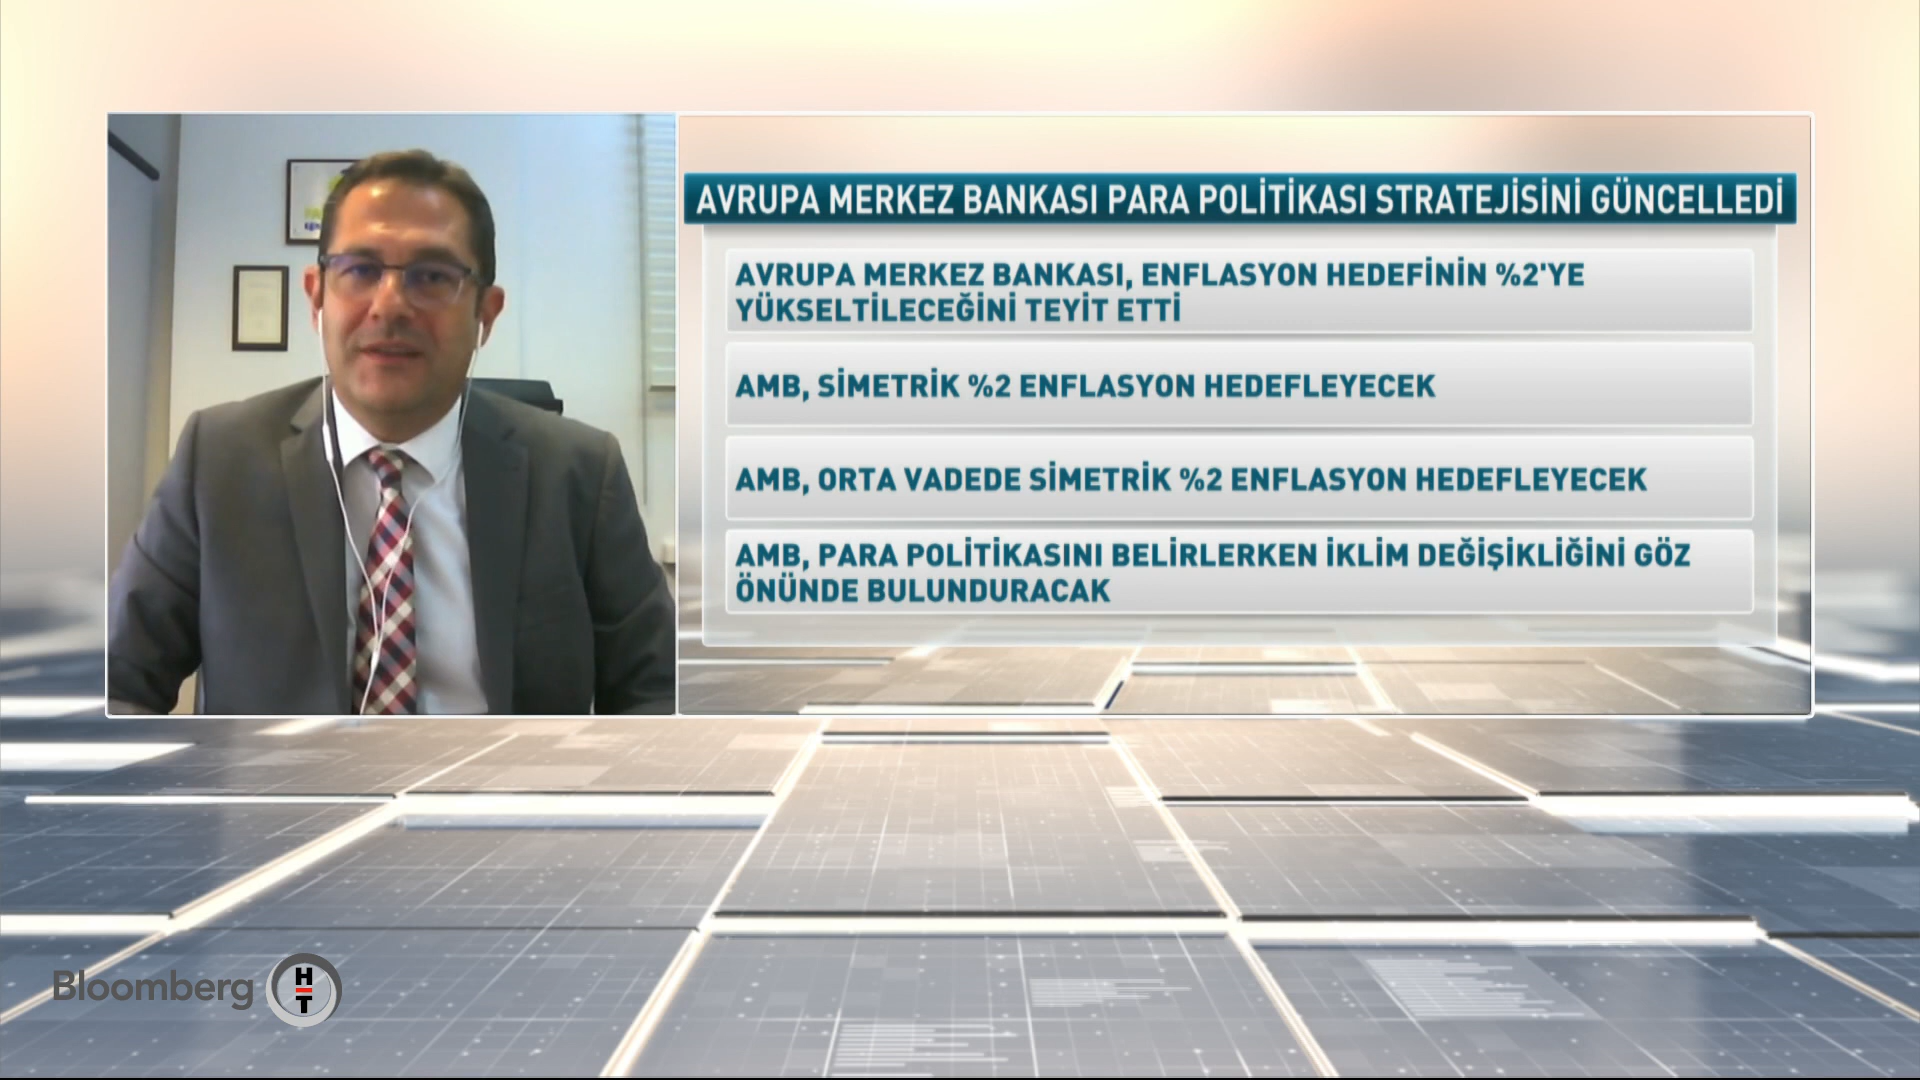 AVRUPA MERKEZ BANKASI PARA POLİTİKASI STRATEJİSİNİ GÜNCELLEDİ
AVRUPA MERKEZ BANKASI, ENFLASYON HEDEFİNİN %2'YE
YÜKSELTİLECEĞİNİ TEYİT ETTİ
AMB, SİMETRİK %2 ENFLASYON HEDEFLEYECEK
AMB, ORTA VADEDE SİMETRİK %2 ENFLASYON HEDEFLEYECEK
AMB, PARA POLİTİKASINI BELİRLERKEN İKLİM DEĞİŞİKLİĞİNİ GÖZ
ÖNÜNDE BULUNDURACAK
Bloomberg HT